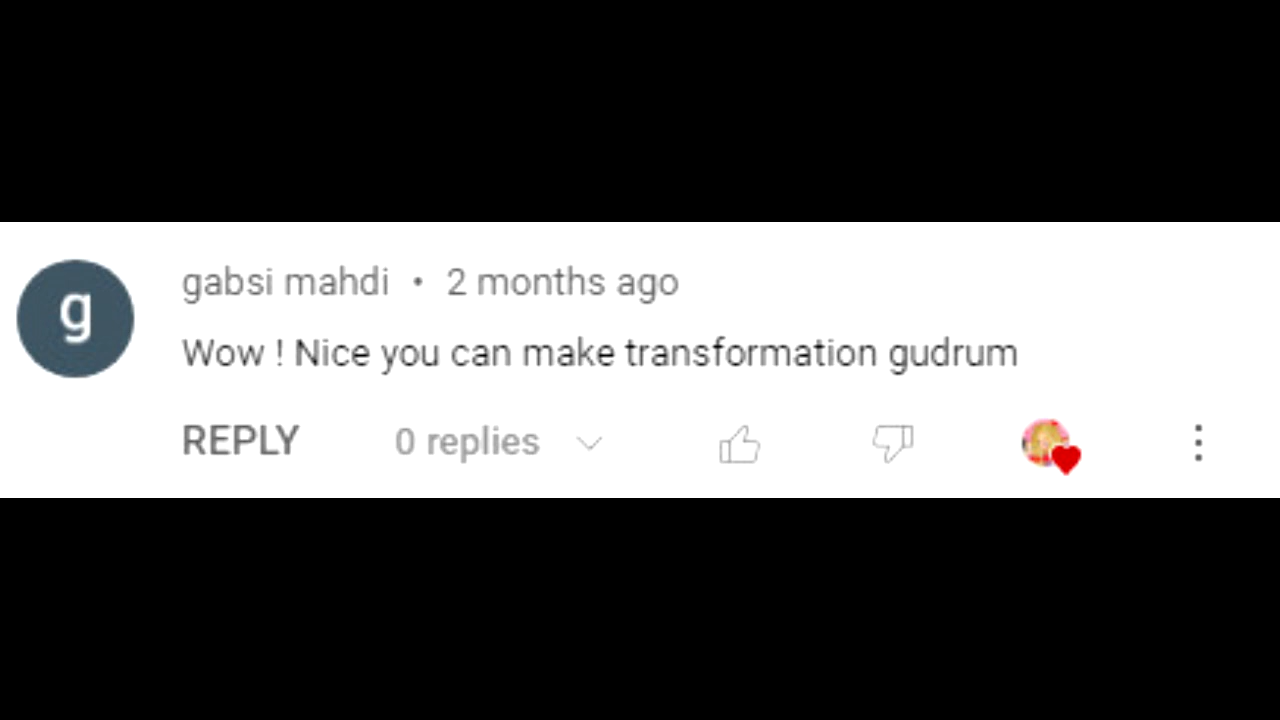 g
gabsi mahdi • 2 months ago
Wow ! Nice you can make transformation gudrum
REPLY 0 replies